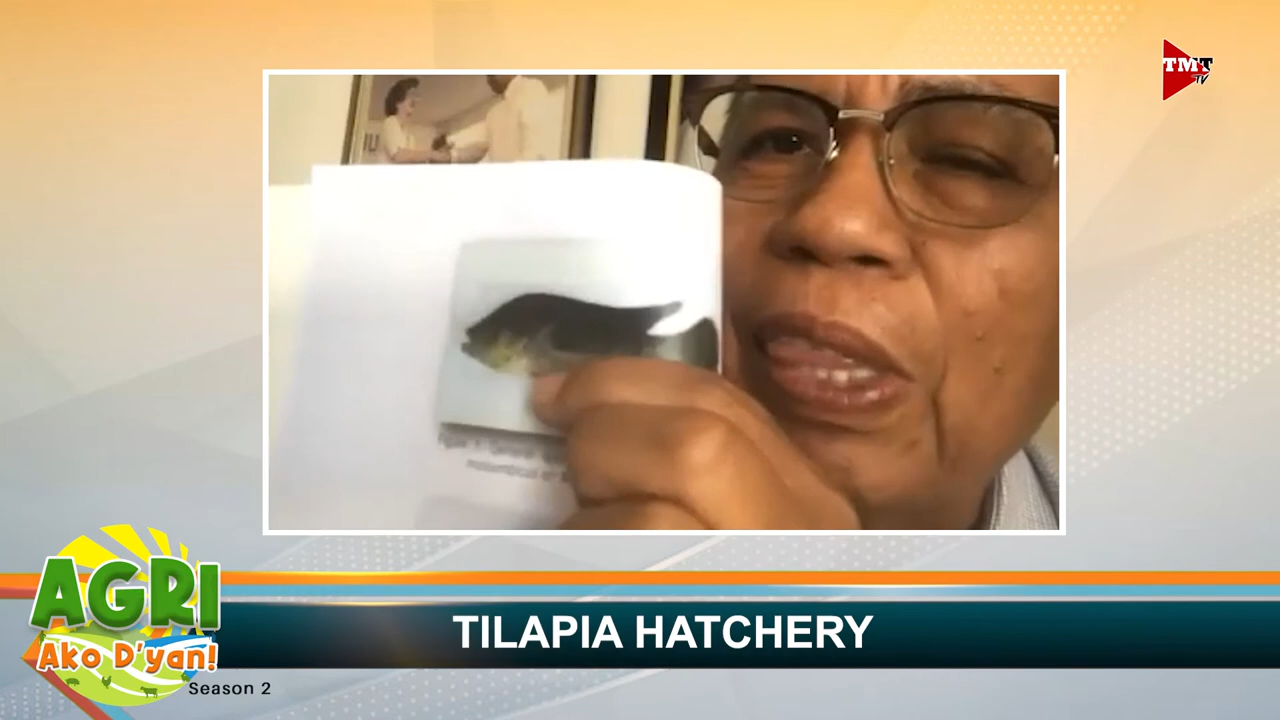 TMT
TV
TILAPIA HATCHERY
AGRI
Ako D'yan!
Season 2